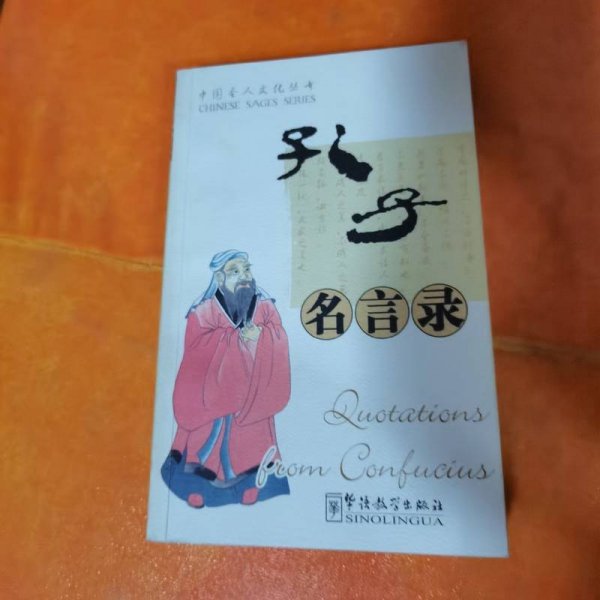 中国圣人文化丛书
CHINESE SAGES SERIES
孔子
名言录
Quotations
from Confucius
华语教学出版社
SINOLINGUA